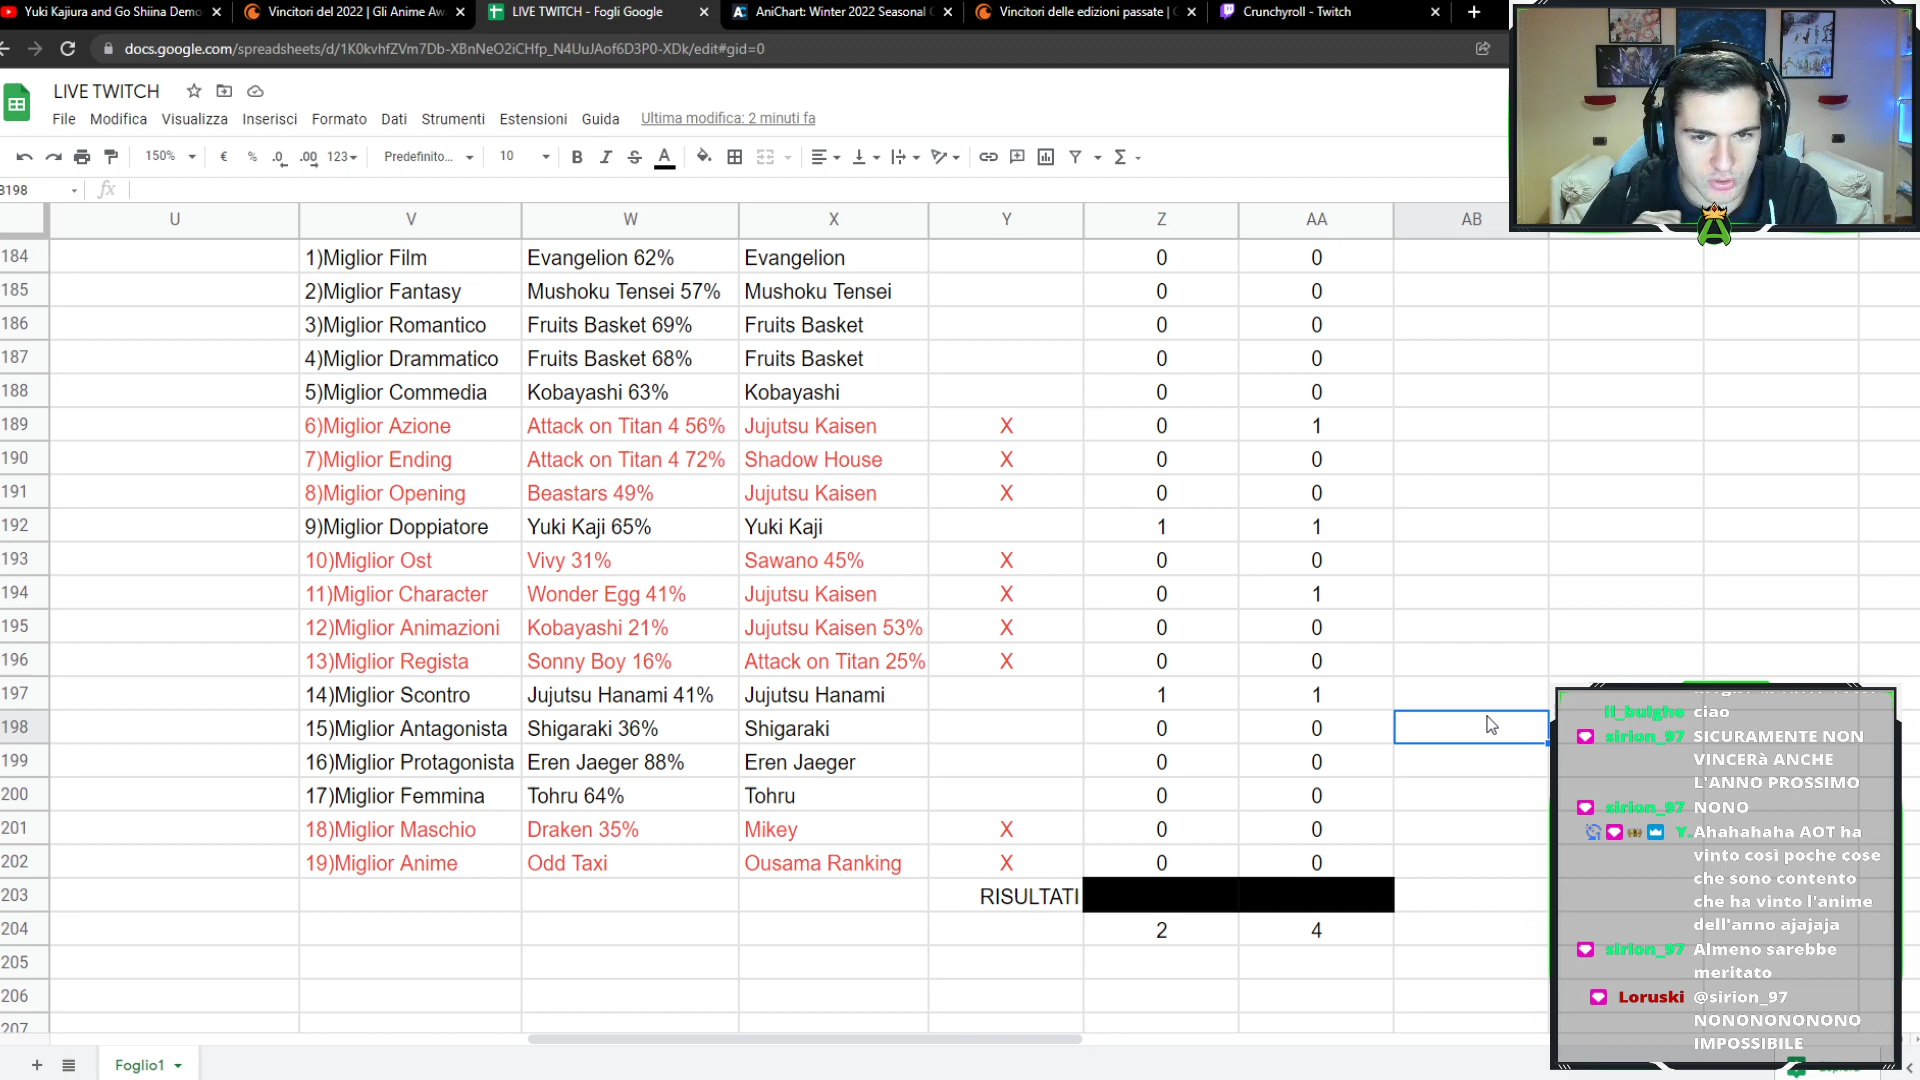 Yuki Kajiura and Go Shiina Demo
Vincitori del 2022 | Gli Anime Aw
LIVE TWITCH - Fogli Google
AniChart: Winter 2022 Seasonal
Vincitori delle edizioni passate |
Crunchyroll - Twitch
docs.google.com/spreadsheets/d/1K0kvhfZVm7Db-XBnNeO2iCHfp_N4UuJAof6D3P0-XDk/edit#gid=0
LIVE TWITCH
File Modifica Visualizza Inserisci Formato Dati Strumenti Estensioni Guida Ultima modifica: 2 minuti fa
150% € % .0 .00 123 Predefinito... 10 B I S A Σ
B198 fx
U V W X Y Z AA AB
184 1)Miglior Film Evangelion 62% Evangelion 0 0
185 2)Miglior Fantasy Mushoku Tensei 57% Mushoku Tensei 0 0
186 3)Miglior Romantico Fruits Basket 69% Fruits Basket 0 0
187 4)Miglior Drammatico Fruits Basket 68% Fruits Basket 0 0
188 5)Miglior Commedia Kobayashi 63% Kobayashi 0 0
189 6)Miglior Azione Attack on Titan 4 56% Jujutsu Kaisen X 0 1
190 7)Miglior Ending Attack on Titan 4 72% Shadow House X 0 0
191 8)Miglior Opening Beastars 49% Jujutsu Kaisen X 0 0
192 9)Miglior Doppiatore Yuki Kaji 65% Yuki Kaji 1 1
193 10)Miglior Ost Vivy 31% Sawano 45% X 0 0
194 11)Miglior Character Wonder Egg 41% Jujutsu Kaisen X 0 1
195 12)Miglior Animazioni Kobayashi 21% Jujutsu Kaisen 53% X 0 0
196 13)Miglior Regista Sonny Boy 16% Attack on Titan 25% X 0 0
197 14)Miglior Scontro Jujutsu Hanami 41% Jujutsu Hanami 1 1
198 15)Miglior Antagonista Shigaraki 36% Shigaraki 0 0
199 16)Miglior Protagonista Eren Jaeger 88% Eren Jaeger 0 0
200 17)Miglior Femmina Tohru 64% Tohru 0 0
201 18)Miglior Maschio Draken 35% Mikey X 0 0
202 19)Miglior Anime Odd Taxi Ousama Ranking X 0 0
203 RISULTATI
204 2 4
205
206
207
Foglio1
Il_bulghe ciao
sirion_97 SICURAMENTE NON
VINCERà ANCHE
L'ANNO PROSSIMO
sirion_97 NONO
Y. Ahahahaha AOT ha
vinto così poche cose
che sono contento
che ha vinto l'anime
dell'anno ajajaja
sirion_97 Almeno sarebbe
meritato
Loruski @sirion_97
NONONONONONO
IMPOSSIBILE